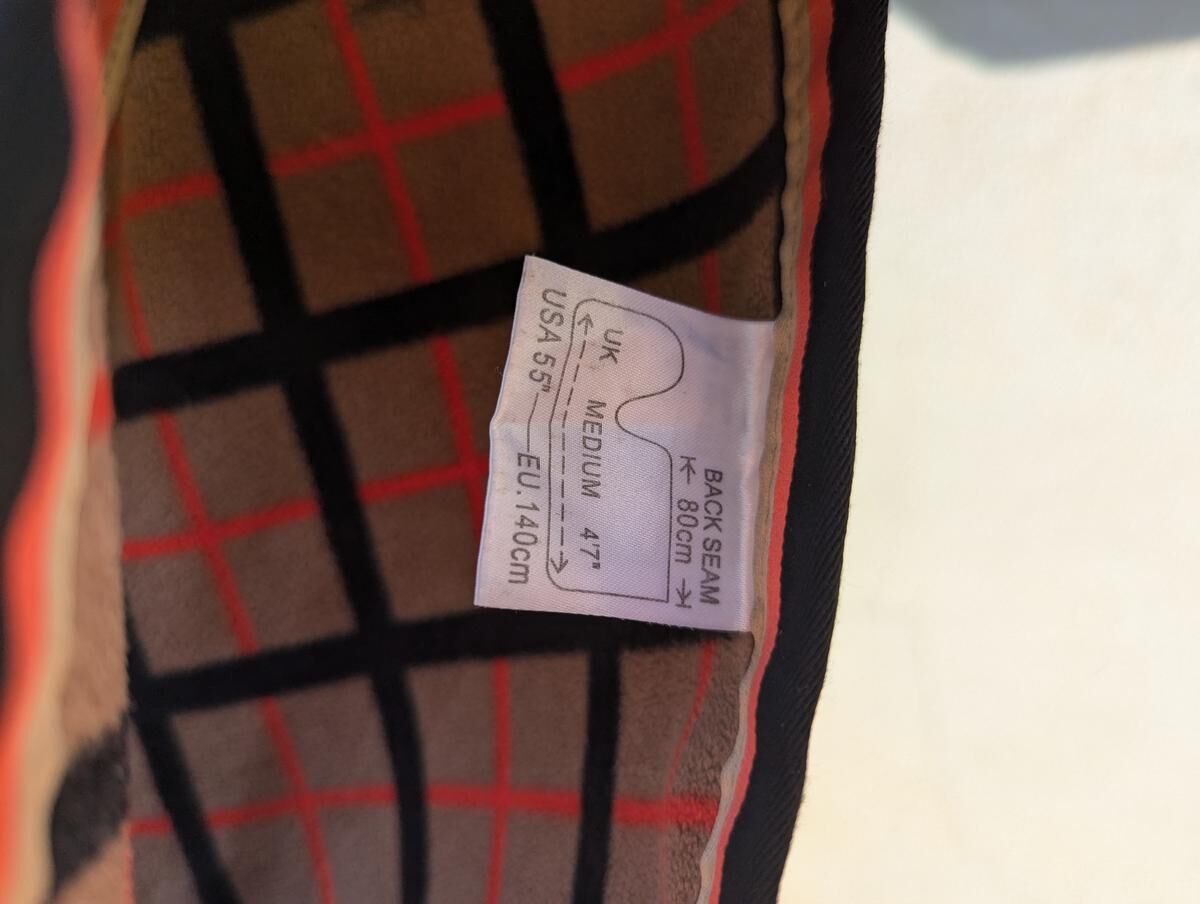 BACK SEAM
80cm
UK MEDIUM 4'7"
USA 55" EU.140cm